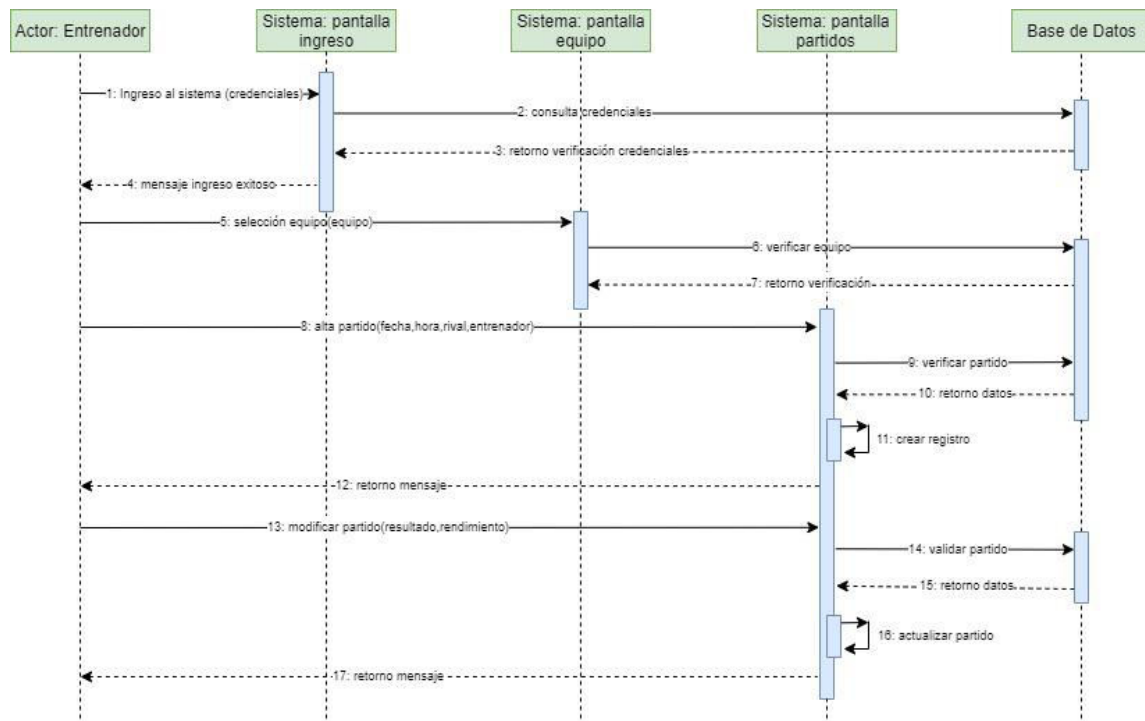 Actor: Entrenador
Sistema: pantalla
ingreso
Sistema: pantalla
equipo
Sistema: pantalla
partidos
Base de Datos
1: Ingreso al sistema (credenciales)
2: consulta credenciales
3: retorno verificación credenciales
4: mensaje ingreso exitoso
5: selección equipo(equipo)
6: verificar equipo
7: retorno verificación
8: alta partido(fecha,hora,rival,entrenador)
9: verificar partido
10: retorno datos
11: crear registro
12: retorno mensaje
13: modificar partido(resultado,rendimiento)
14: validar partido
15: retorno datos
16: actualizar partido
17: retorno mensaje